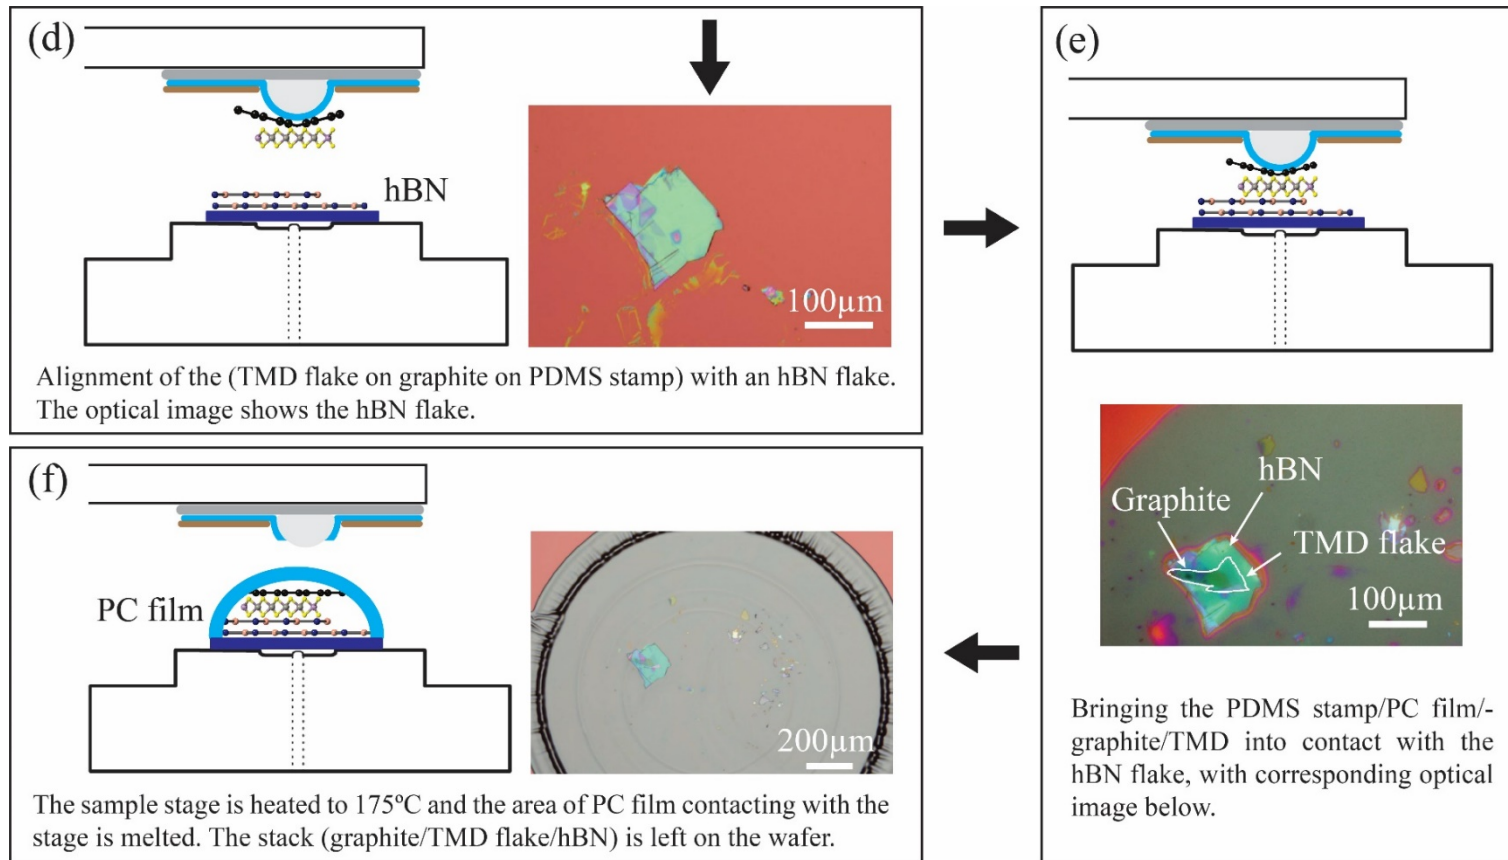 (d)
hBN
100µm
Alignment of the (TMD flake on graphite on PDMS stamp) with an hBN flake.
The optical image shows the hBN flake.
(e)
hBN
Graphite
TMD flake
100µm
Bringing the PDMS stamp/PC film/-
graphite/TMD into contact with the
hBN flake, with corresponding optical
image below.
(f)
PC film
200µm
The sample stage is heated to 175ºC and the area of PC film contacting with the
stage is melted. The stack (graphite/TMD flake/hBN) is left on the wafer.